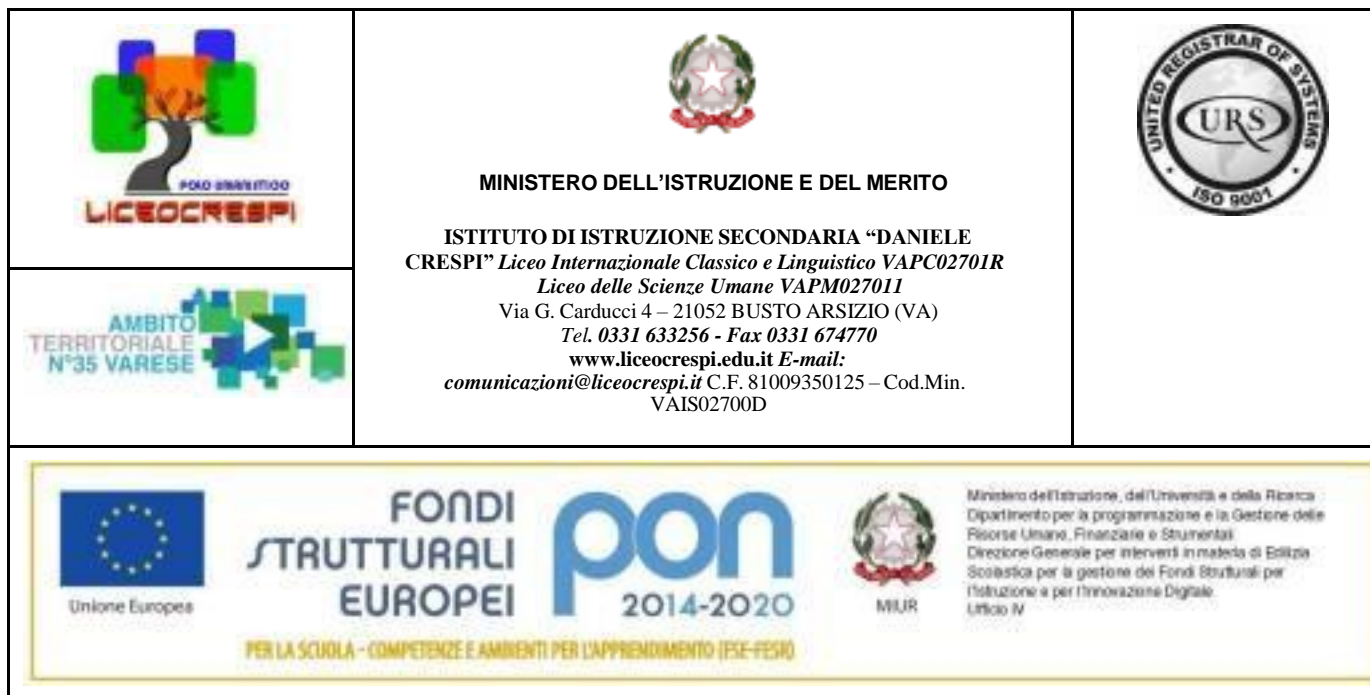 POLO UMANISTICO
LICEOCRESPI
AMBITO
TERRITORIALE
N°35 VARESE
MINISTERO DELL’ISTRUZIONE E DEL MERITO
ISTITUTO DI ISTRUZIONE SECONDARIA “DANIELE
CRESPI” Liceo Internazionale Classico e Linguistico VAPC02701R
Liceo delle Scienze Umane VAPM027011
Via G. Carducci 4 – 21052 BUSTO ARSIZIO (VA)
Tel. 0331 633256 - Fax 0331 674770
www.liceocrespi.edu.it E-mail:
comunicazioni@liceocrespi.it C.F. 81009350125 – Cod.Min.
VAIS02700D
UNITED REGISTRAR OF SYSTEMS
URS
ISO 9001
Unione Europea
FONDI
STRUTTURALI
EUROPEI
pon
2014-2020
PER LA SCUOLA - COMPETENZE E AMBIENTI PER L'APPRENDIMENTO (FSE-FESR)
MIUR
Ministero dell'Istruzione, dell'Università e della Ricerca
Dipartimento per la programmazione e la Gestione delle
Risorse Umane, Finanziarie e Strumentali
Direzione Generale per interventi in materia di Edilizia
Scolastica per la gestione dei Fondi Strutturali per
l'Istruzione e per l'Innovazione Digitale
Ufficio IV